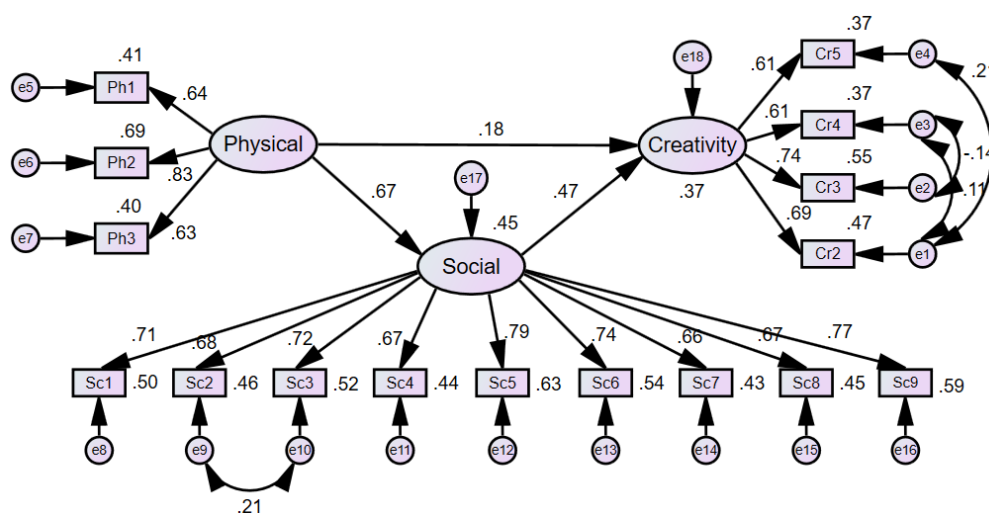 .37
e18
Cr5
e4
.41
.21
e5
Ph1
.61
.64
.37
.61
Cr4
e3
.69
Physical
.18
Creativity
-.14
e6
Ph2
.83
.74
.55
e17
Cr3
e2
.67
.47
.37
.11
.40
.69
.47
e7
Ph3
.63
.45
Cr2
e1
Social
.71
.68
.72
.67
.79
.74
.66
.67
.77
Sc1
.50
Sc2
.46
Sc3
.52
Sc4
.44
Sc5
.63
Sc6
.54
Sc7
.43
Sc8
.45
Sc9
.59
e8
e9
e10
e11
e12
e13
e14
e15
e16
.21